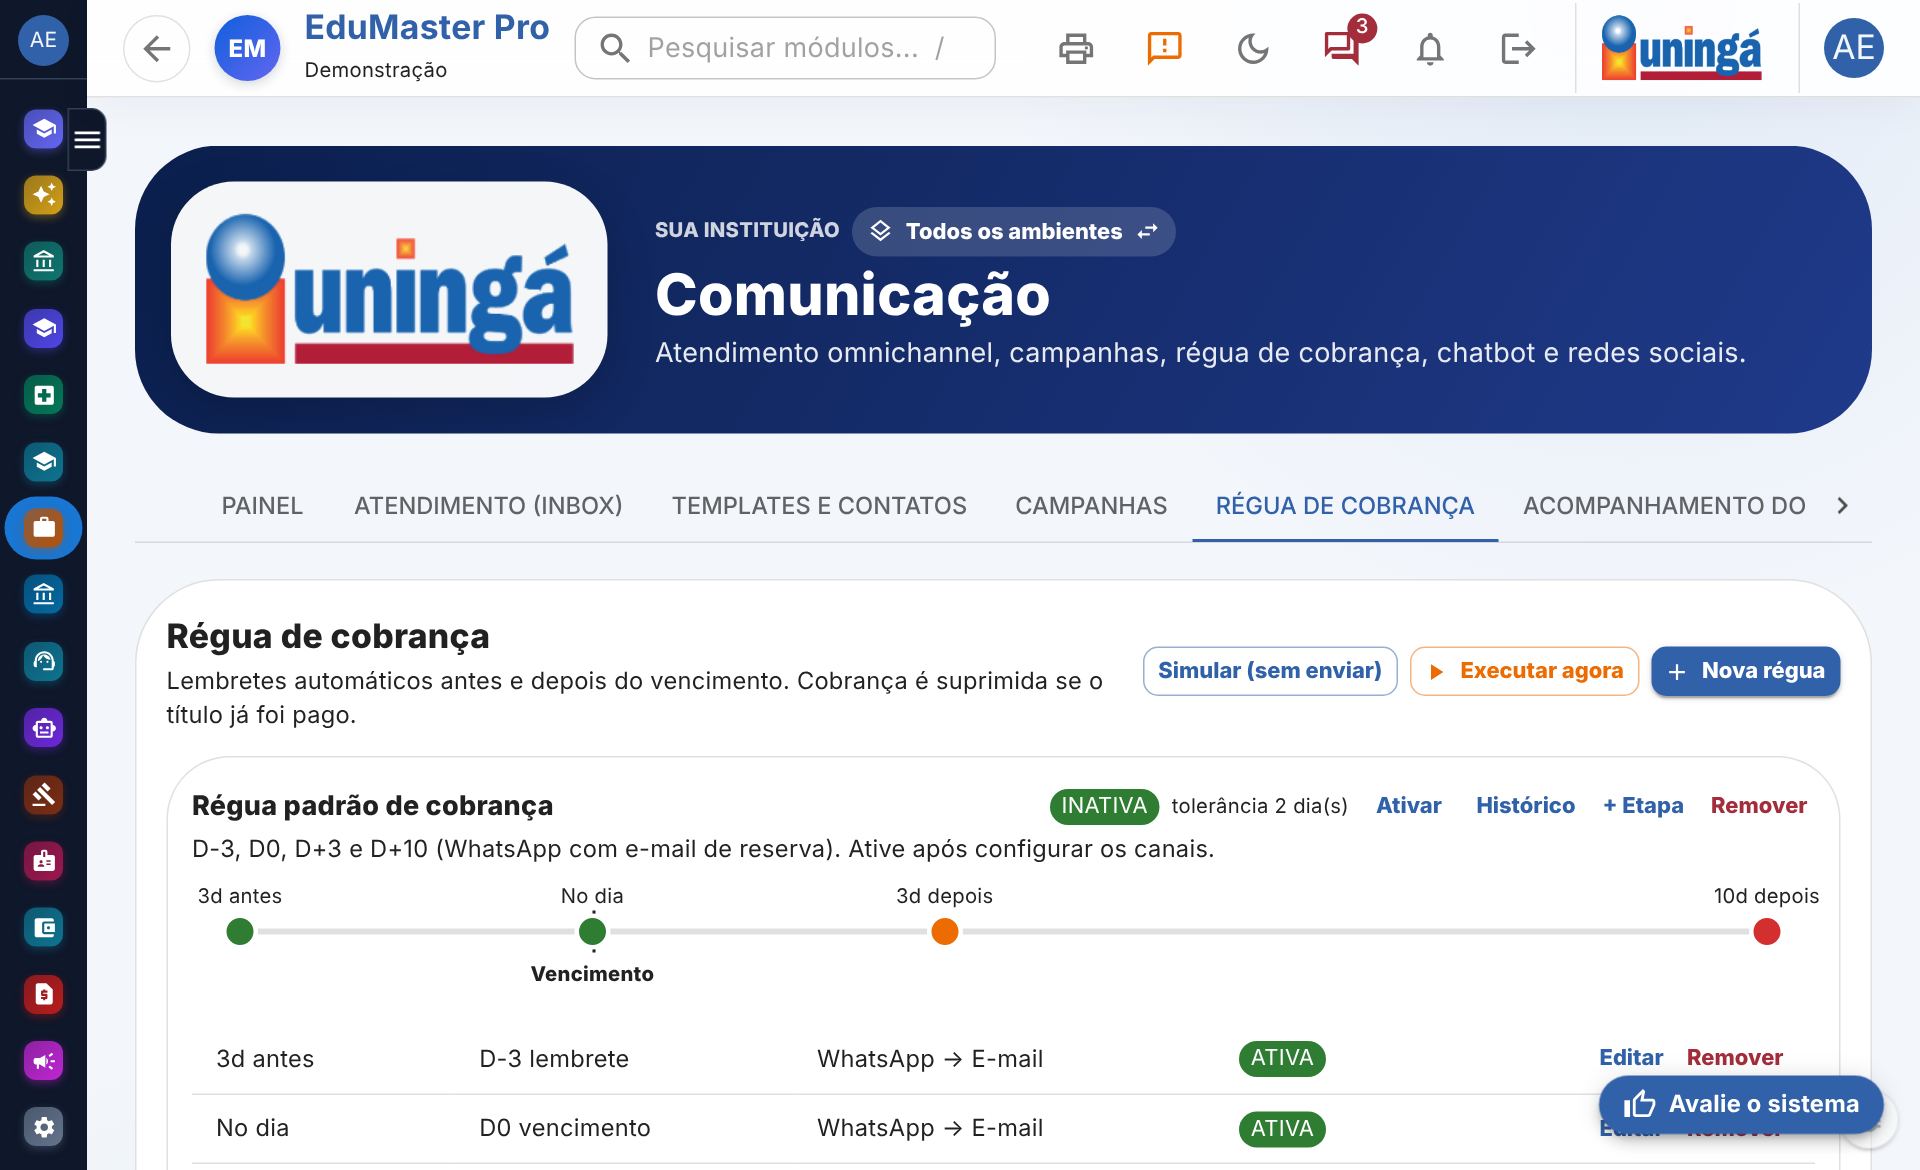 AE
EM
EduMaster Pro
Demonstração
Pesquisar módulos... /
3
uningá
AE
uningá
SUA INSTITUIÇÃO
Todos os ambientes
Comunicação
Atendimento omnichannel, campanhas, régua de cobrança, chatbot e redes sociais.
PAINEL
ATENDIMENTO (INBOX)
TEMPLATES E CONTATOS
CAMPANHAS
RÉGUA DE COBRANÇA
ACOMPANHAMENTO DO
Régua de cobrança
Lembretes automáticos antes e depois do vencimento. Cobrança é suprimida se o
título já foi pago.
Simular (sem enviar)
Executar agora
+ Nova régua
Régua padrão de cobrança
INATIVA
tolerância 2 dia(s)
Ativar
Histórico
+ Etapa
Remover
D-3, D0, D+3 e D+10 (WhatsApp com e-mail de reserva). Ative após configurar os canais.
3d antes
No dia
3d depois
10d depois
Vencimento
3d antes
D-3 lembrete
WhatsApp → E-mail
ATIVA
Editar
Remover
Avalie o sistema
No dia
D0 vencimento
WhatsApp → E-mail
ATIVA